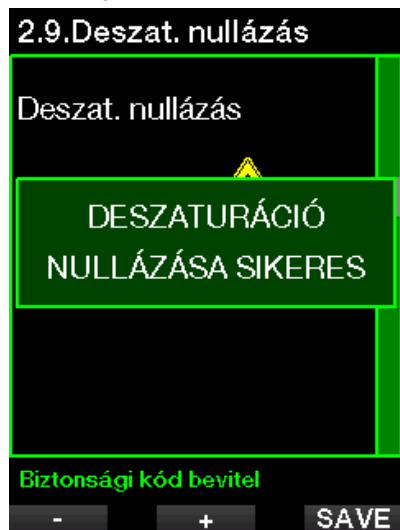 2.9.Deszat. nullázás
Deszat. nullázás
DESZATURÁCIÓ
NULLÁZÁSA SIKERES
Biztonsági kód bevitel
- + SAVE